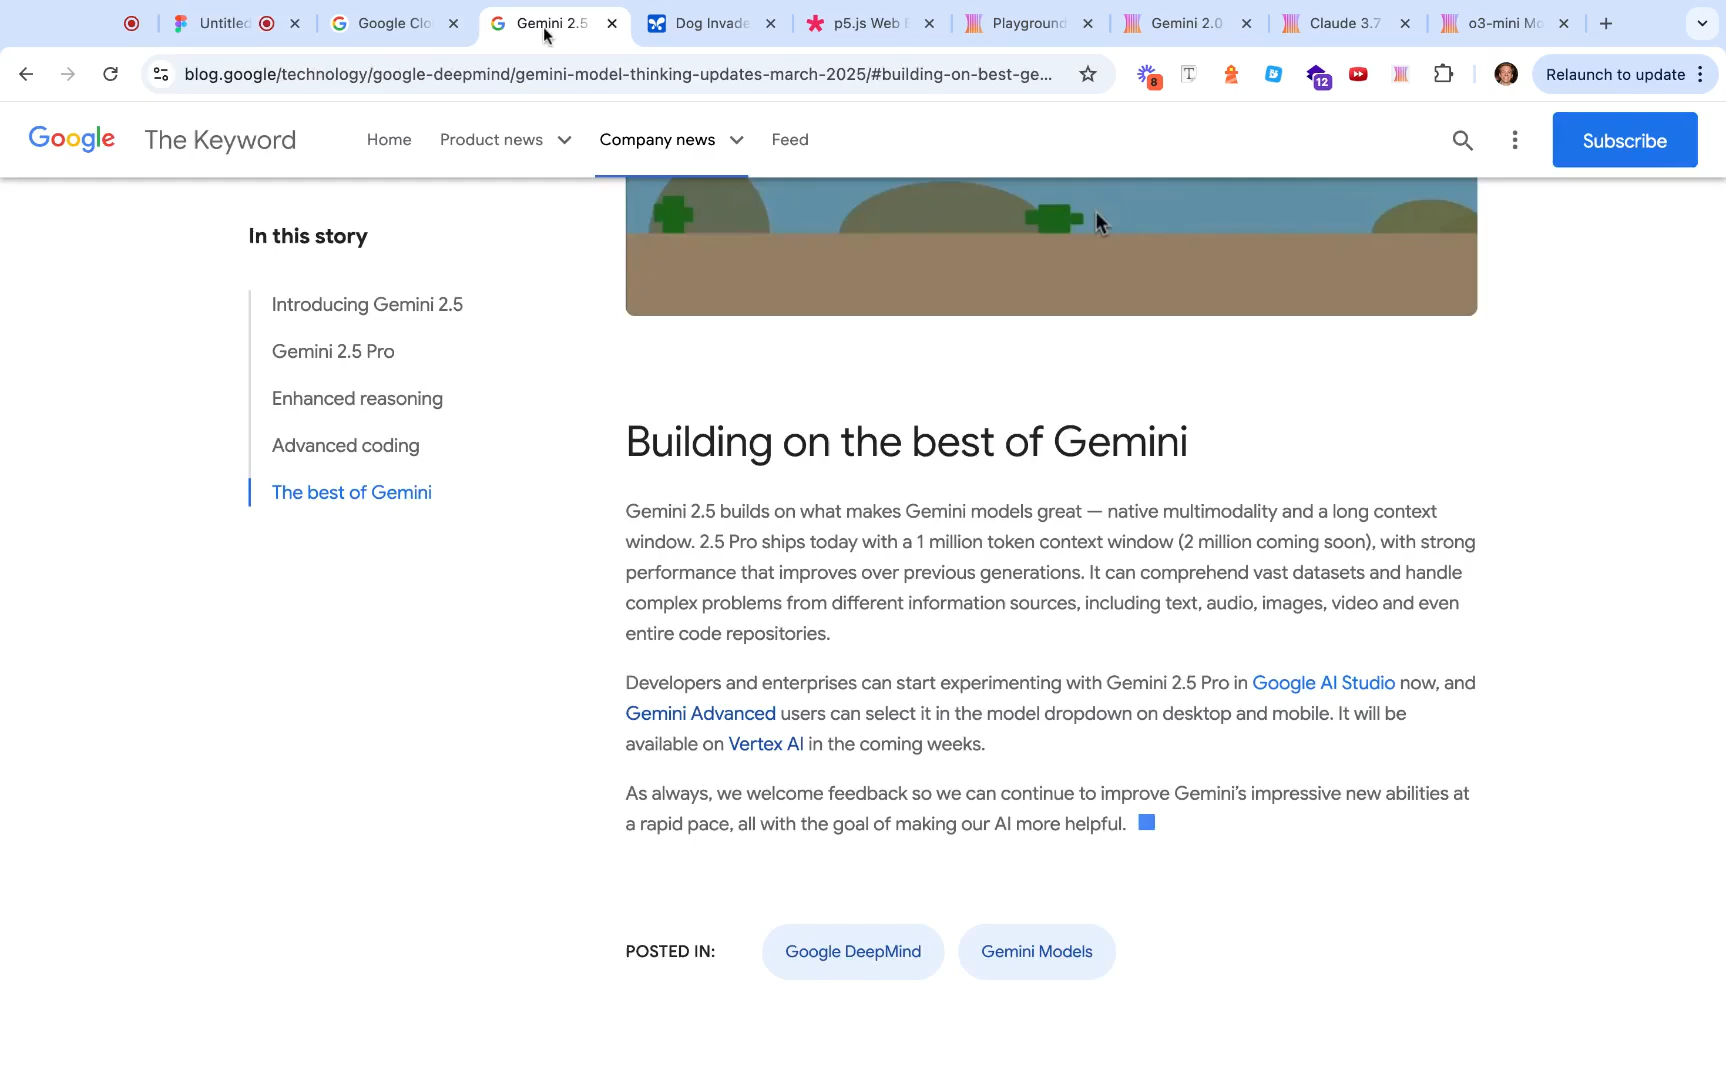 Untitled
Google Clo
Gemini 2.5
Dog Invade
p5.js Web E
Playground
Gemini 2.0
Claude 3.7
o3-mini Mo
blog.google/technology/google-deepmind/gemini-model-thinking-updates-march-2025/#building-on-best-ge...
8
12
Relaunch to update
Google The Keyword
Home
Product news
Company news
Feed
Subscribe
In this story
Introducing Gemini 2.5
Gemini 2.5 Pro
Enhanced reasoning
Advanced coding
The best of Gemini
Building on the best of Gemini
Gemini 2.5 builds on what makes Gemini models great — native multimodality and a long context
window. 2.5 Pro ships today with a 1 million token context window (2 million coming soon), with strong
performance that improves over previous generations. It can comprehend vast datasets and handle
complex problems from different information sources, including text, audio, images, video and even
entire code repositories.
Developers and enterprises can start experimenting with Gemini 2.5 Pro in Google AI Studio now, and
Gemini Advanced users can select it in the model dropdown on desktop and mobile. It will be
available on Vertex AI in the coming weeks.
As always, we welcome feedback so we can continue to improve Gemini’s impressive new abilities at
a rapid pace, all with the goal of making our AI more helpful.
POSTED IN:
Google DeepMind
Gemini Models